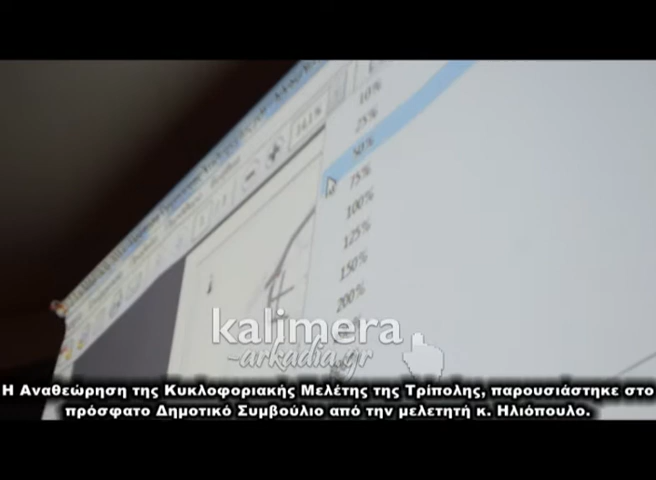 10%
25%
50%
75%
100%
125%
150%
200%
kalimera
-arkadia.gr
Η Αναθεώρηση της Κυκλοφοριακής Μελέτης της Τρίπολης, παρουσιάστηκε στο
πρόσφατο Δημοτικό Συμβούλιο από την μελετητή κ. Ηλιόπουλο.